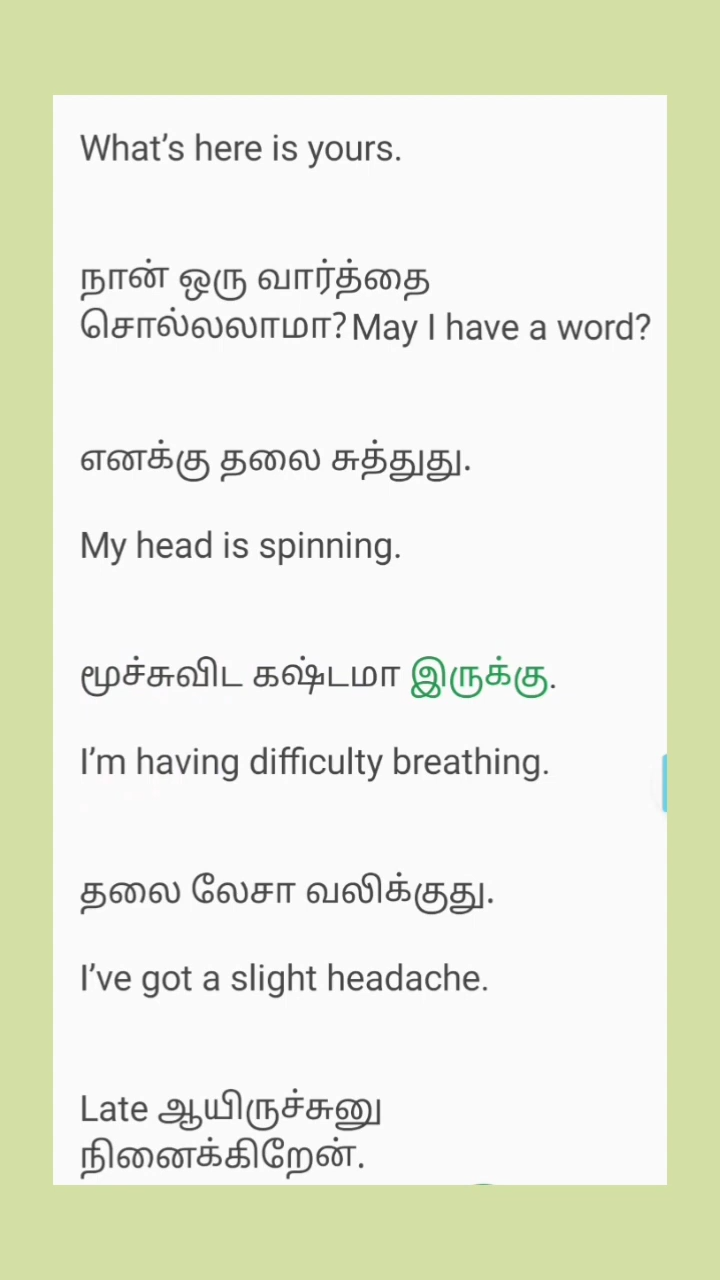 What’s here is yours.
நான் ஒரு வார்த்தை
சொல்லலாமா? May I have a word?
எனக்கு தலை சுத்துது.
My head is spinning.
மூச்சுவிட கஷ்டமா இருக்கு.
I’m having difficulty breathing.
தலை லேசா வலிக்குது.
I’ve got a slight headache.
Late ஆயிருச்சுனு
நினைக்கிறேன்.